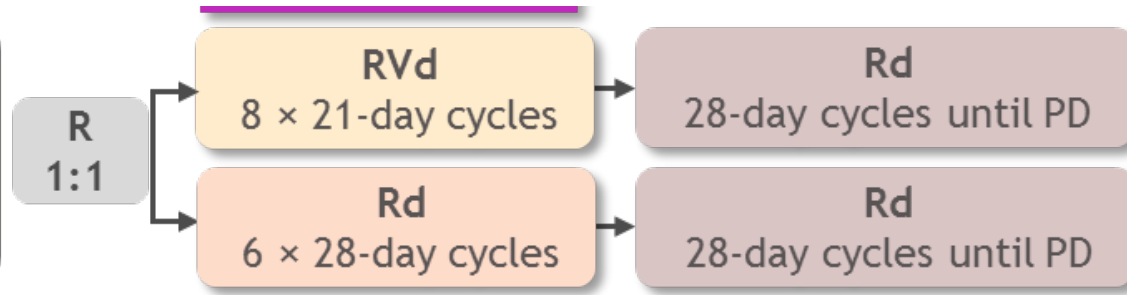 R
1:1
RVd
8 × 21-day cycles
Rd
28-day cycles until PD
Rd
6 × 28-day cycles
Rd
28-day cycles until PD